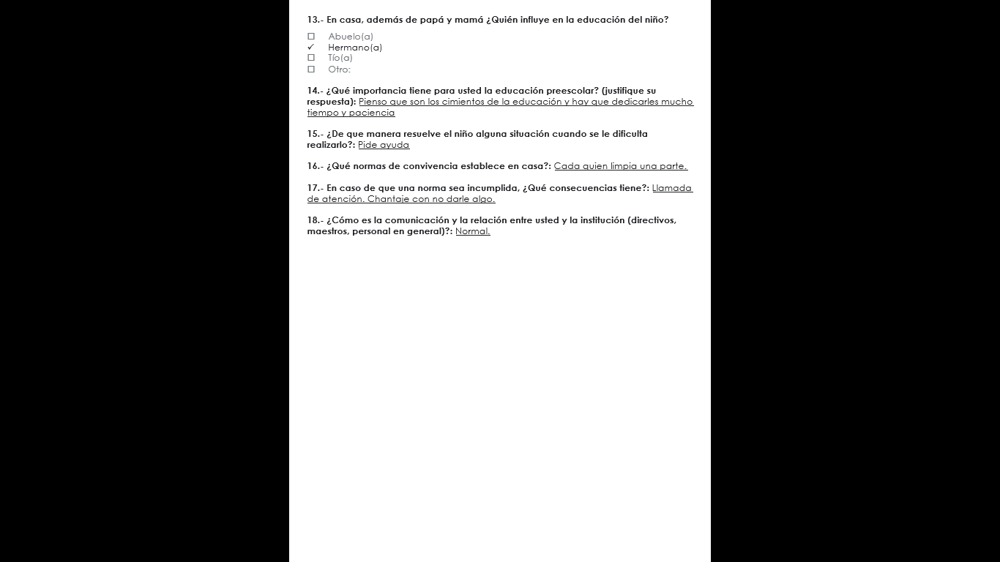 13.- En casa, además de papá y mamá ¿Quién influye en la educación del niño?
☐ Abuelo(a)
✓ Hermano(a)
☐ Tío(a)
☐ Otro:
14.- ¿Qué importancia tiene para usted la educación preescolar? (justifique su
respuesta): Pienso que son los cimientos de la educación y hay que dedicarles mucho
tiempo y paciencia
15.- ¿De que manera resuelve el niño alguna situación cuando se le dificulta
realizarlo?: Pide ayuda
16.- ¿Qué normas de convivencia establece en casa?: Cada quien limpia una parte.
17.- En caso de que una norma sea incumplida, ¿Qué consecuencias tiene?: Llamada
de atención. Chantaje con no darle algo.
18.- ¿Cómo es la comunicación y la relación entre usted y la institución (directivos,
maestros, personal en general)?: Normal.